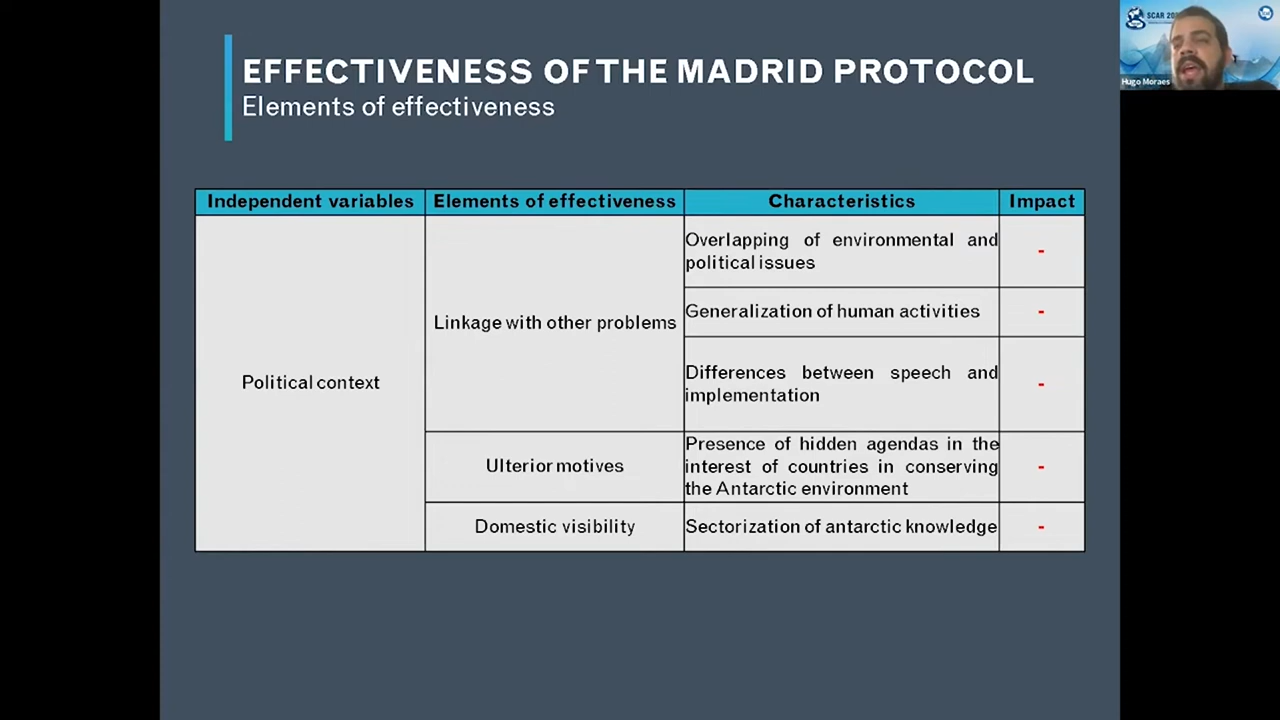 EFFECTIVENESS OF THE MADRID PROTOCOL
Elements of effectiveness
Independent variables Elements of effectiveness Characteristics Impact
Political context
Linkage with other problems
Overlapping of environmental and
political issues
-
Generalization of human activities
-
Differences between speech and
implementation
-
Ulterior motives
Presence of hidden agendas in the
interest of countries in conserving
the Antarctic environment
-
Domestic visibility
Sectorization of antarctic knowledge
-
SCAR
Hugo Moraes